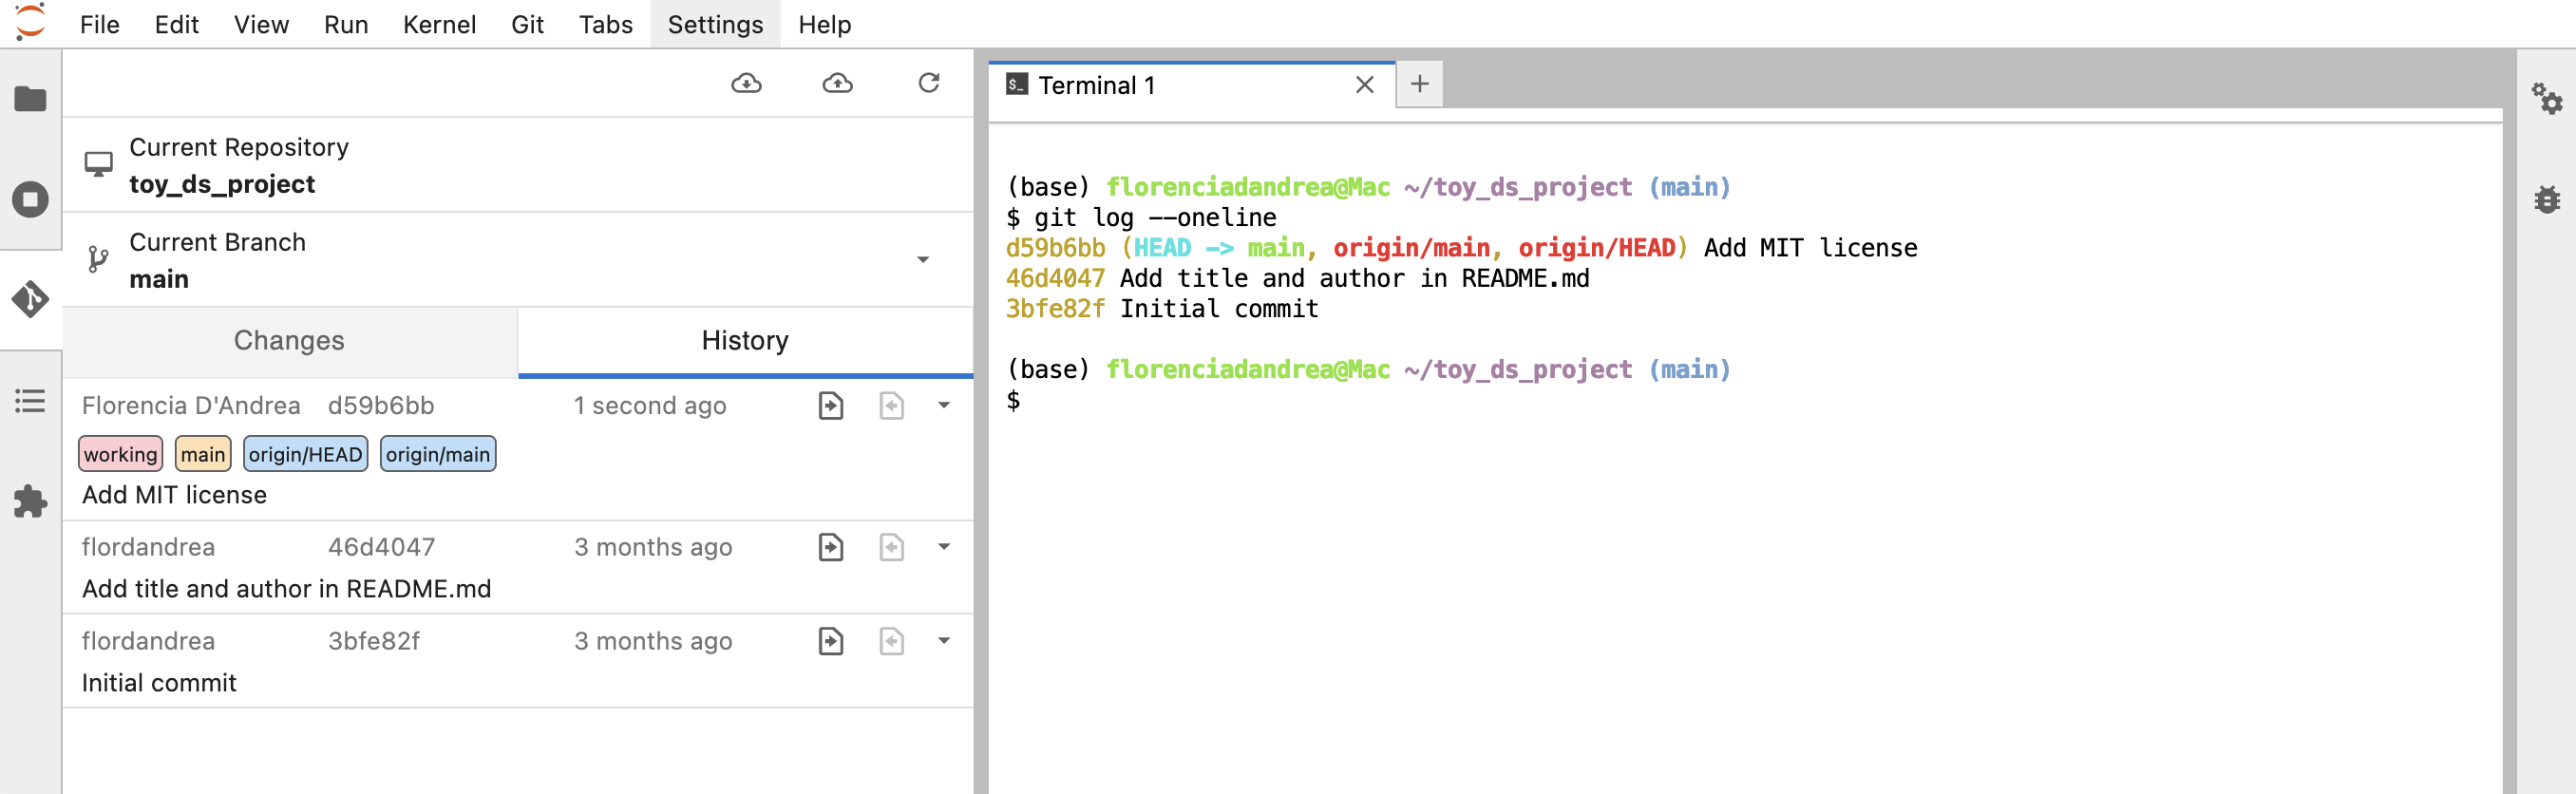 File Edit View Run Kernel Git Tabs Settings Help
Current Repository
toy_ds_project
Current Branch
main
Changes History
Florencia D'Andrea d59b6bb 1 second ago
working main origin/HEAD origin/main
Add MIT license
flordandrea 46d4047 3 months ago
Add title and author in README.md
flordandrea 3bfe82f 3 months ago
Initial commit
$_ Terminal 1
(base) florenciadandrea@Mac ~/toy_ds_project (main)
$ git log --oneline
d59b6bb (HEAD -> main, origin/main, origin/HEAD) Add MIT license
46d4047 Add title and author in README.md
3bfe82f Initial commit
(base) florenciadandrea@Mac ~/toy_ds_project (main)
$